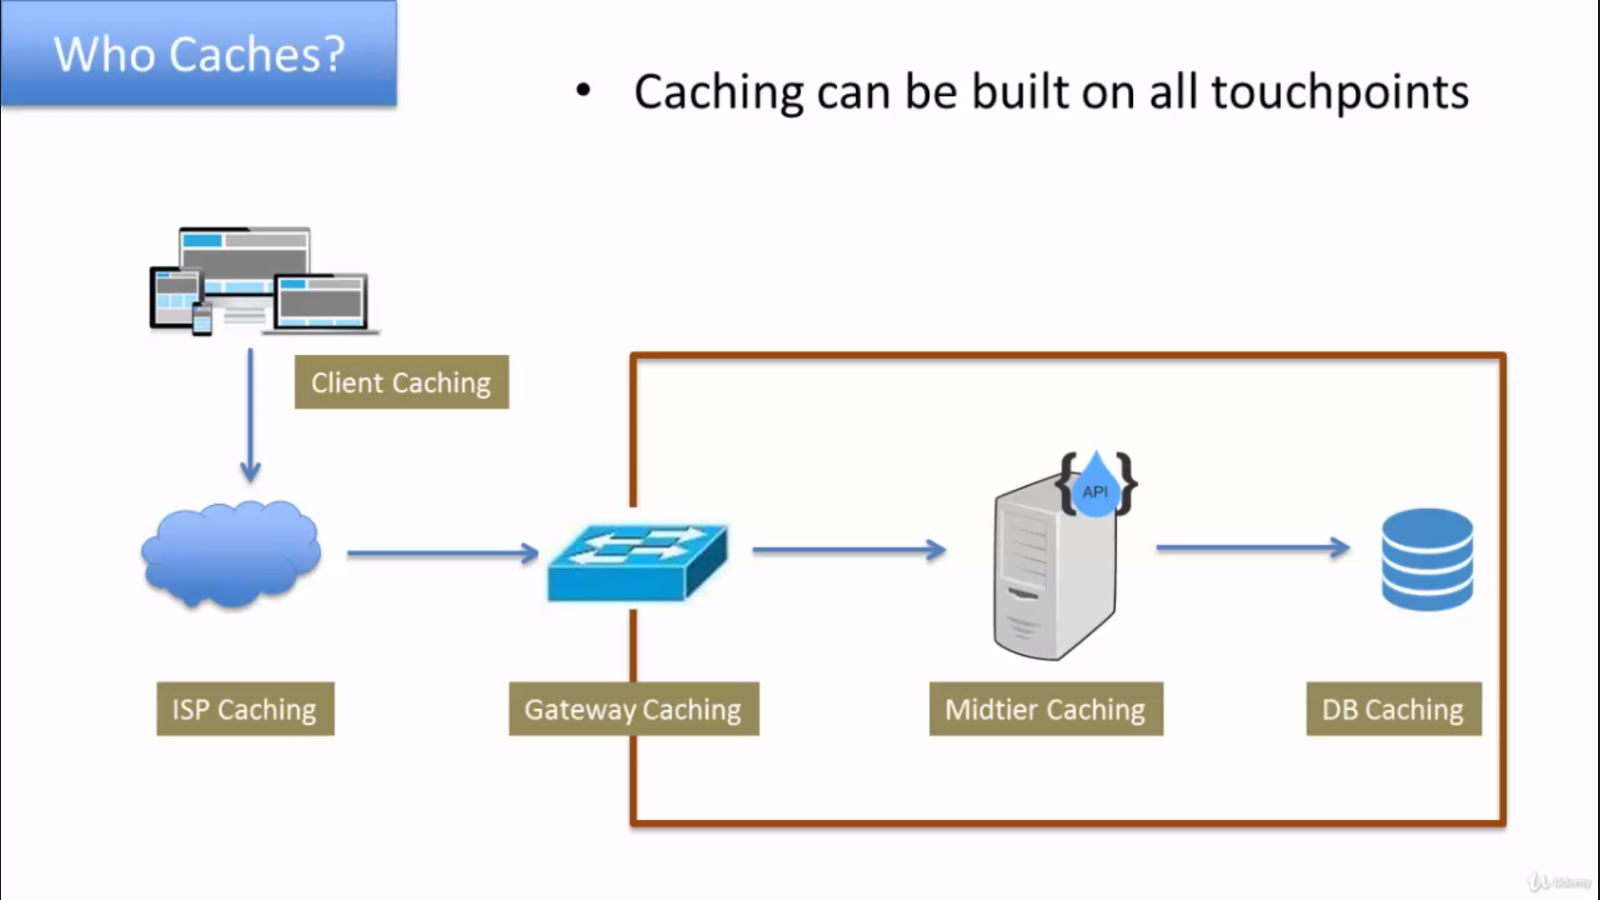 Who Caches?
• Caching can be built on all touchpoints
Client Caching
{API}
ISP Caching
Gateway Caching
Midtier Caching
DB Caching
Udemy